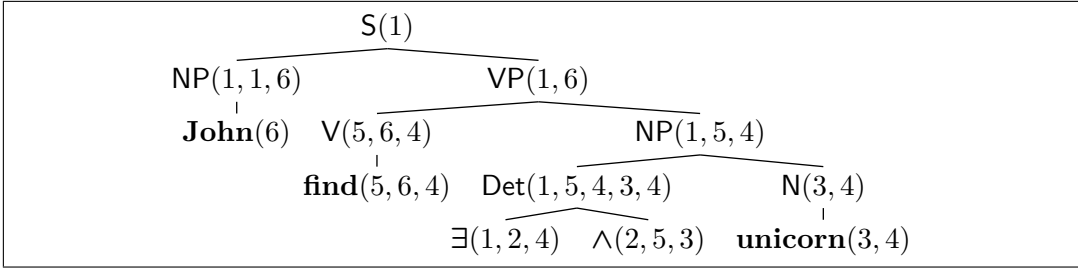 S(1)
NP(1, 1, 6) VP(1, 6)
John(6) V(5, 6, 4) NP(1, 5, 4)
find(5, 6, 4) Det(1, 5, 4, 3, 4) N(3, 4)
∃(1, 2, 4) ∧(2, 5, 3) unicorn(3, 4)